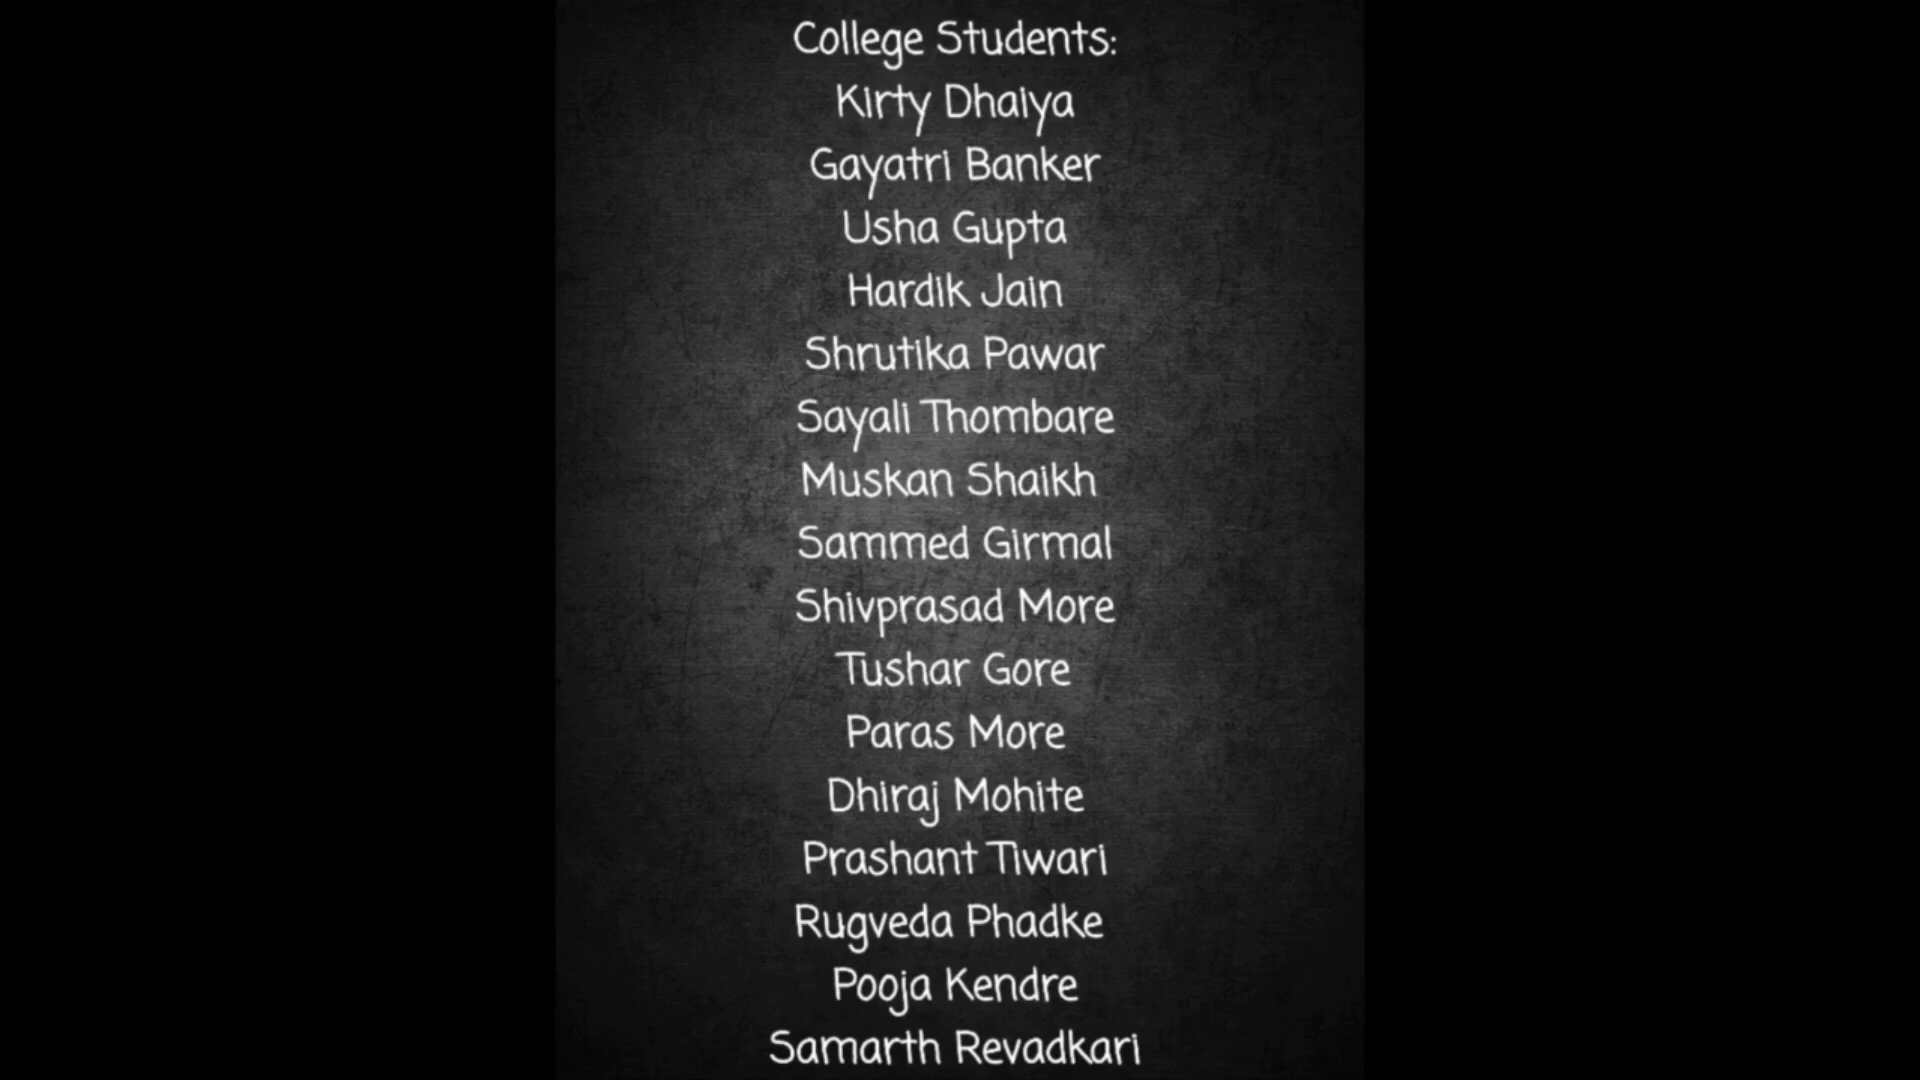 College Students:
Kirty Dhaiya
Gayatri Banker
Usha Gupta
Hardik Jain
Shrutika Pawar
Sayali Thombare
Muskan Shaikh
Sammed Girmal
Shivprasad More
Tushar Gore
Paras More
Dhiraj Mohite
Prashant Tiwari
Rugveda Phadke
Pooja Kendre
Samarth Revadkari